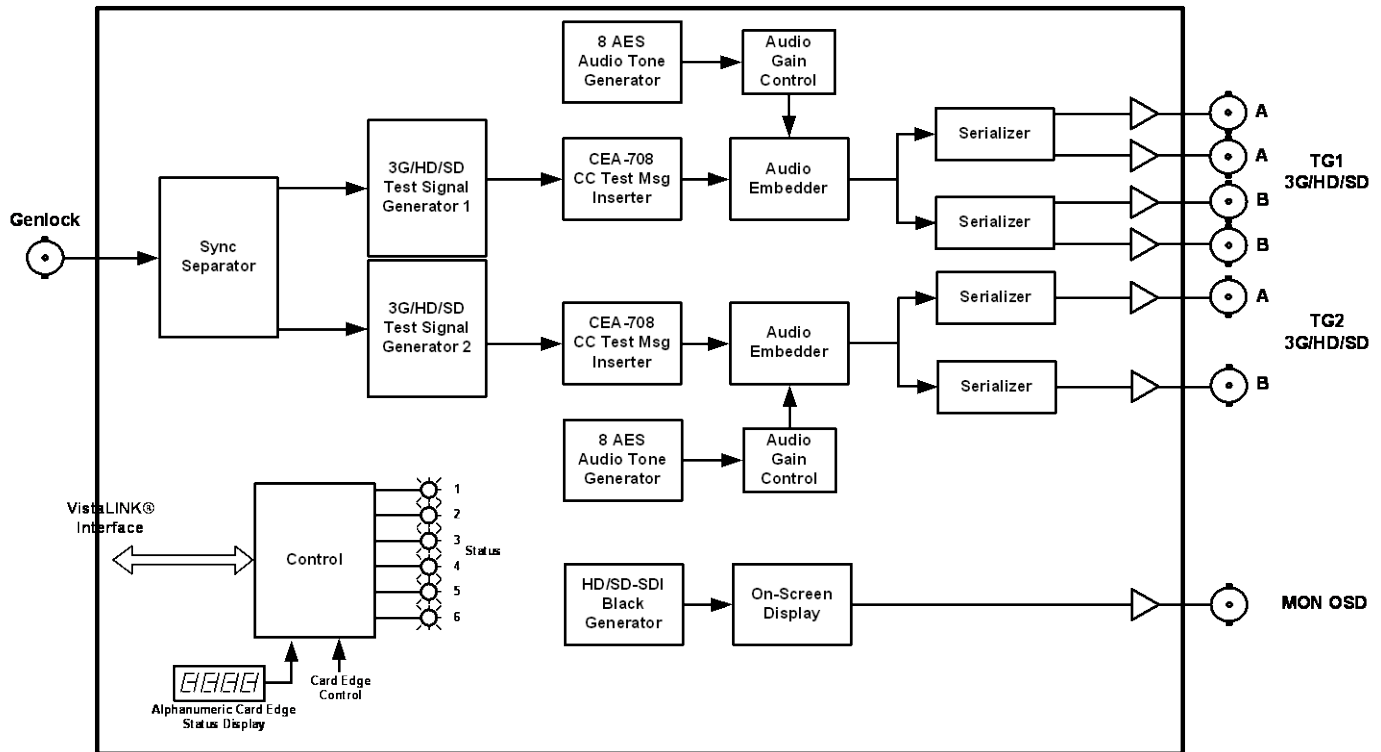 8 AES
Audio Tone
Generator
Audio
Gain
Control
3G/HD/SD
Test Signal
Generator 1
CEA-708
CC Test Msg
Inserter
Audio
Embedder
Serializer
Serializer
A
A
B
B
TG1
3G/HD/SD
Genlock
Sync
Separator
3G/HD/SD
Test Signal
Generator 2
CEA-708
CC Test Msg
Inserter
Audio
Embedder
Serializer
Serializer
A
B
TG2
3G/HD/SD
8 AES
Audio Tone
Generator
Audio
Gain
Control
VistaLINK®
Interface
Control
1
2
3
4
5
6
Status
HD/SD-SDI
Black
Generator
On-Screen
Display
MON OSD
Card Edge
Control
Alphanumeric Card Edge
Status Display